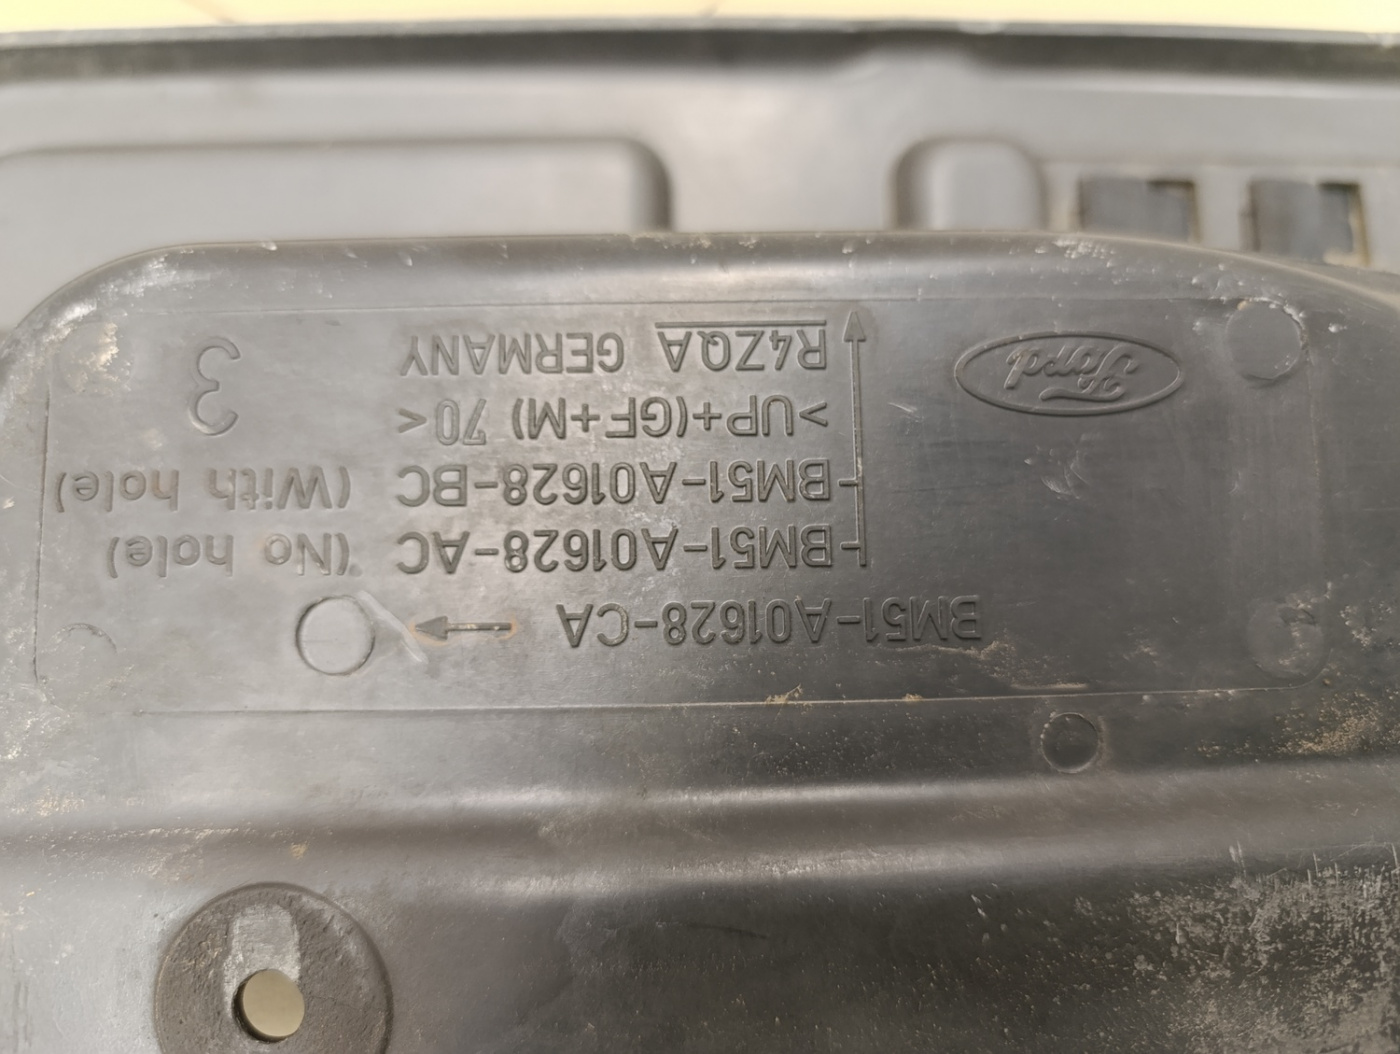 BM51-A01628-CA
BM51-A01628-AC (No hole)
BM51-A01628-BC (With hole)
>UP+(GF+M) 70<
R4ZQA GERMANY
3
Ford